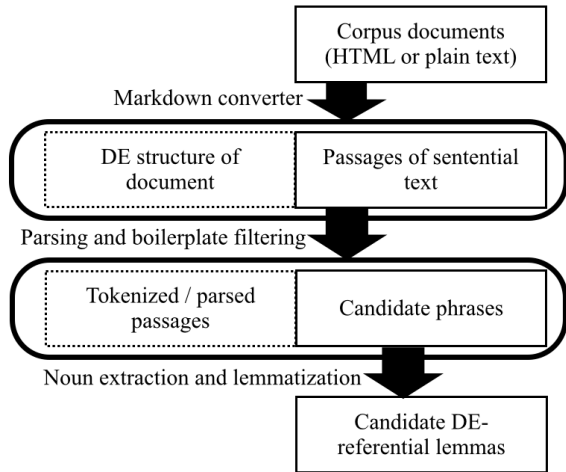 Corpus documents
(HTML or plain text)
Markdown converter
DE structure of
document
Passages of sentential
text
Parsing and boilerplate filtering
Tokenized / parsed
passages
Candidate phrases
Noun extraction and lemmatization
Candidate DE-
referential lemmas